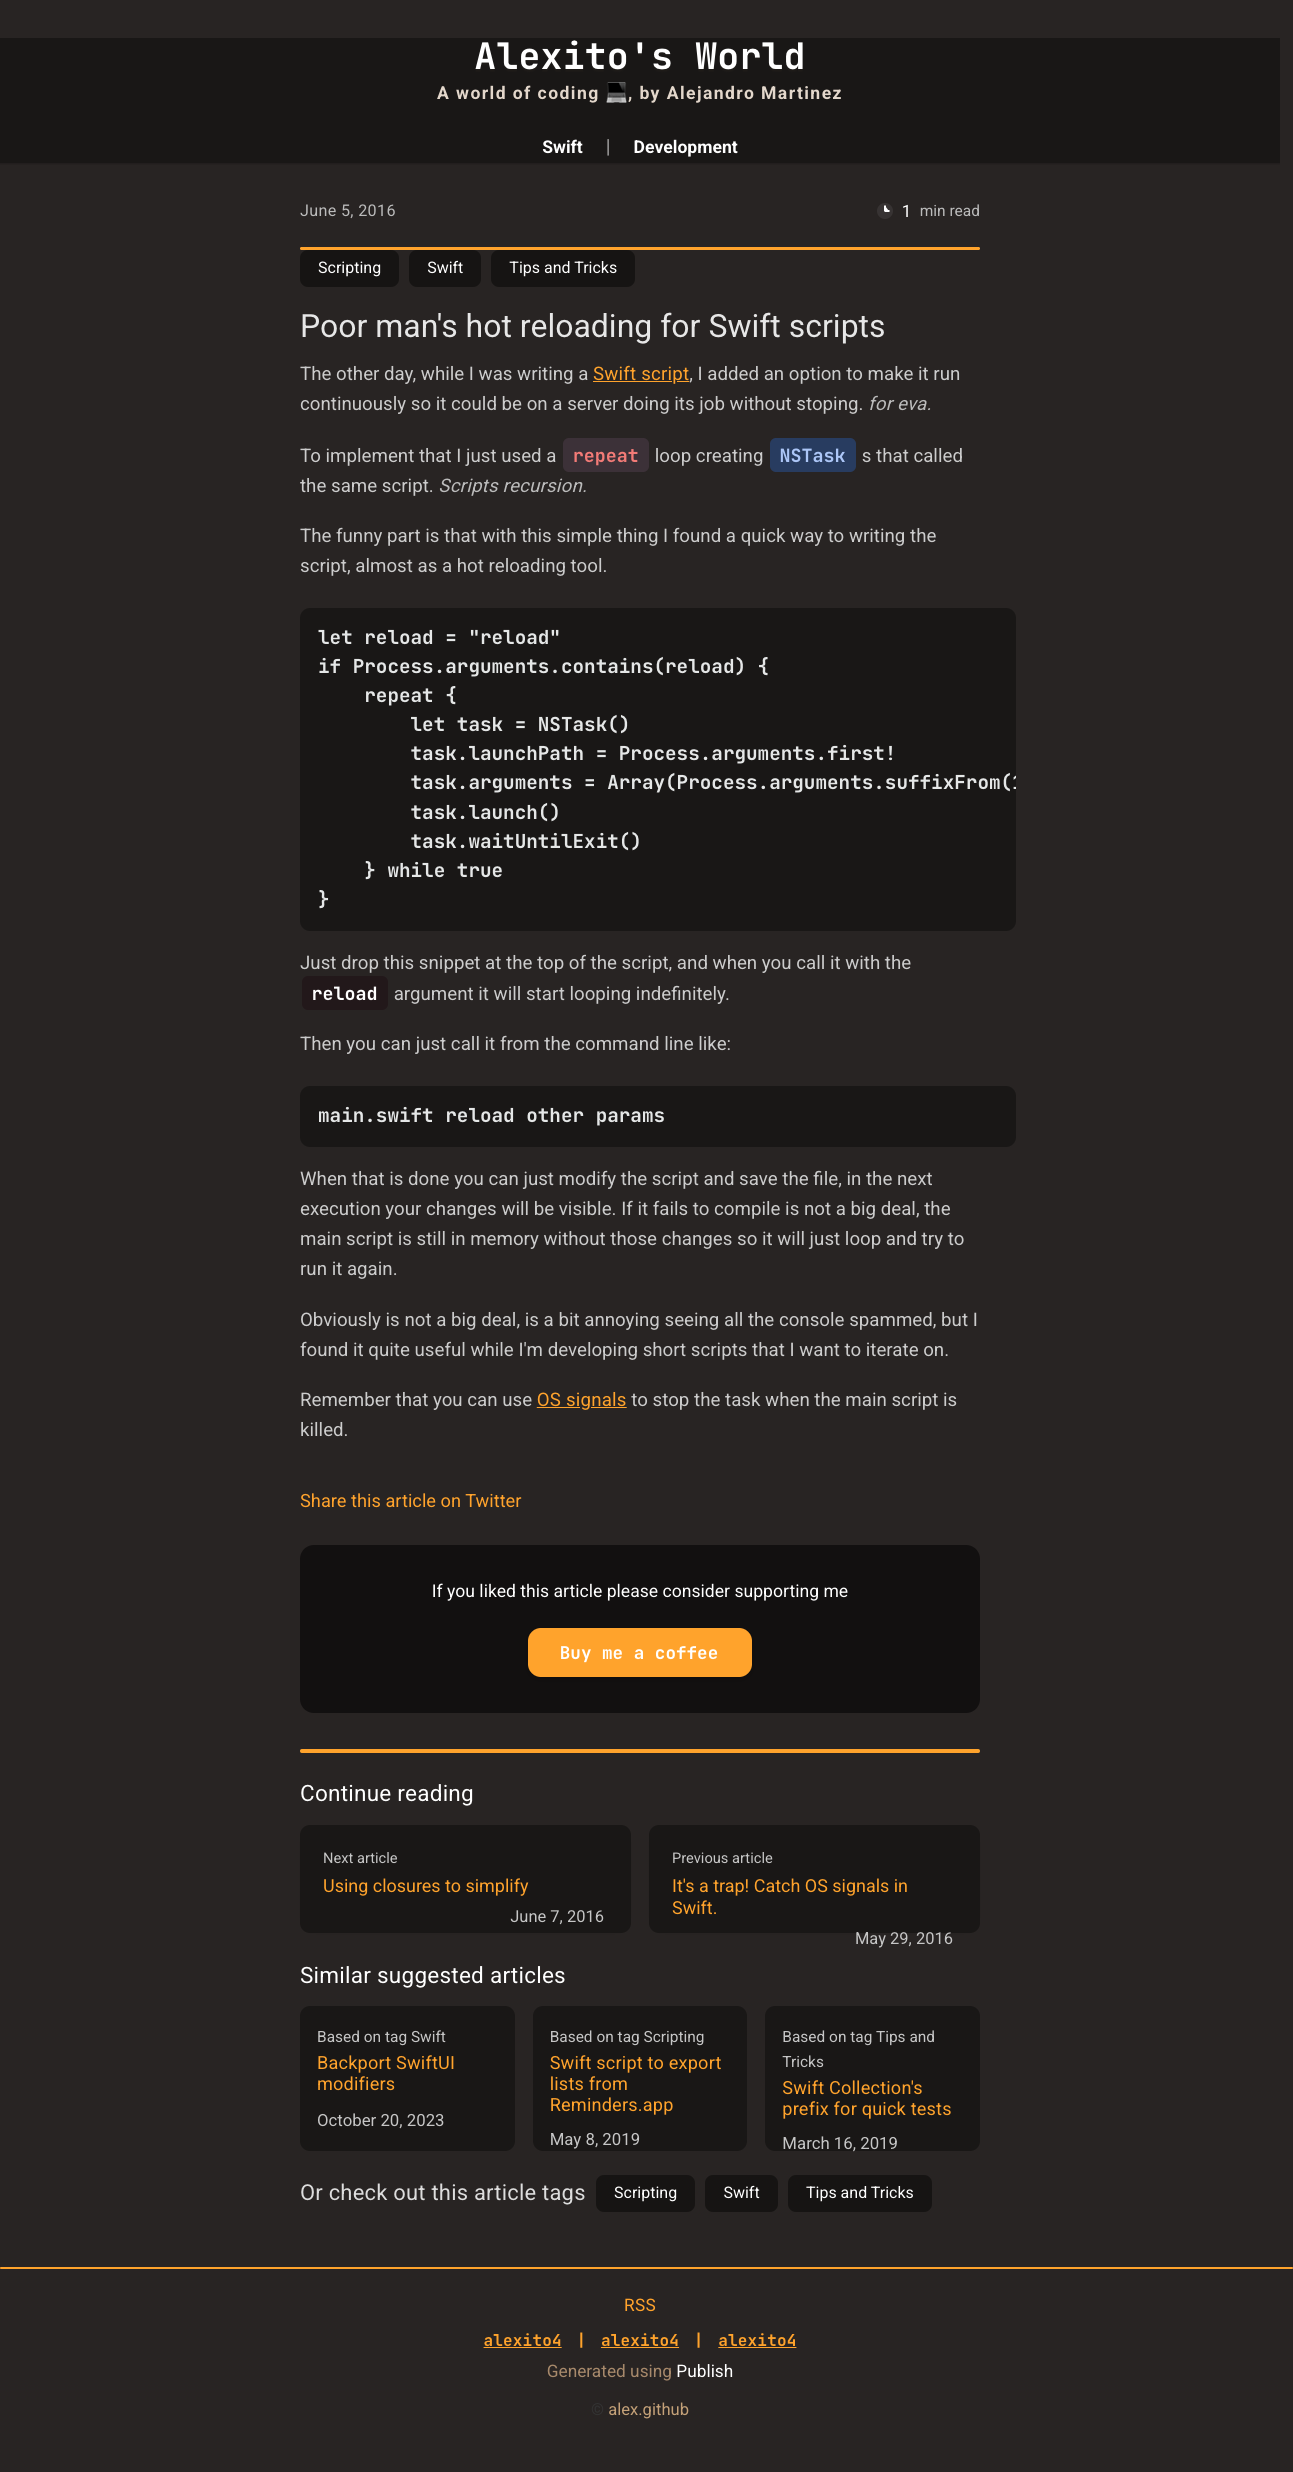 Alexito's World
A world of coding 💻, by Alejandro Martinez
Swift | Development
June 5, 2016
1 min read
Scripting Swift Tips and Tricks
Poor man's hot reloading for Swift scripts
The other day, while I was writing a Swift script, I added an option to make it run
continuously so it could be on a server doing its job without stoping. for eva.
To implement that I just used a repeat loop creating NSTask s that called
the same script. Scripts recursion.
The funny part is that with this simple thing I found a quick way to writing the
script, almost as a hot reloading tool.
let reload = "reload"
if Process.arguments.contains(reload) {
    repeat {
        let task = NSTask()
        task.launchPath = Process.arguments.first!
        task.arguments = Array(Process.arguments.suffixFrom(1
        task.launch()
        task.waitUntilExit()
    } while true
}
Just drop this snippet at the top of the script, and when you call it with the
reload argument it will start looping indefinitely.
Then you can just call it from the command line like:
main.swift reload other params
When that is done you can just modify the script and save the file, in the next
execution your changes will be visible. If it fails to compile is not a big deal, the
main script is still in memory without those changes so it will just loop and try to
run it again.
Obviously is not a big deal, is a bit annoying seeing all the console spammed, but I
found it quite useful while I'm developing short scripts that I want to iterate on.
Remember that you can use OS signals to stop the task when the main script is
killed.
Share this article on Twitter
If you liked this article please consider supporting me
Buy me a coffee
Continue reading
Next article
Using closures to simplify
June 7, 2016
Previous article
It's a trap! Catch OS signals in
Swift.
May 29, 2016
Similar suggested articles
Based on tag Swift
Backport SwiftUI
modifiers
October 20, 2023
Based on tag Scripting
Swift script to export
lists from
Reminders.app
May 8, 2019
Based on tag Tips and
Tricks
Swift Collection's
prefix for quick tests
March 16, 2019
Or check out this article tags Scripting Swift Tips and Tricks
RSS
alexito4 | alexito4 | alexito4
Generated using Publish
© alex.github